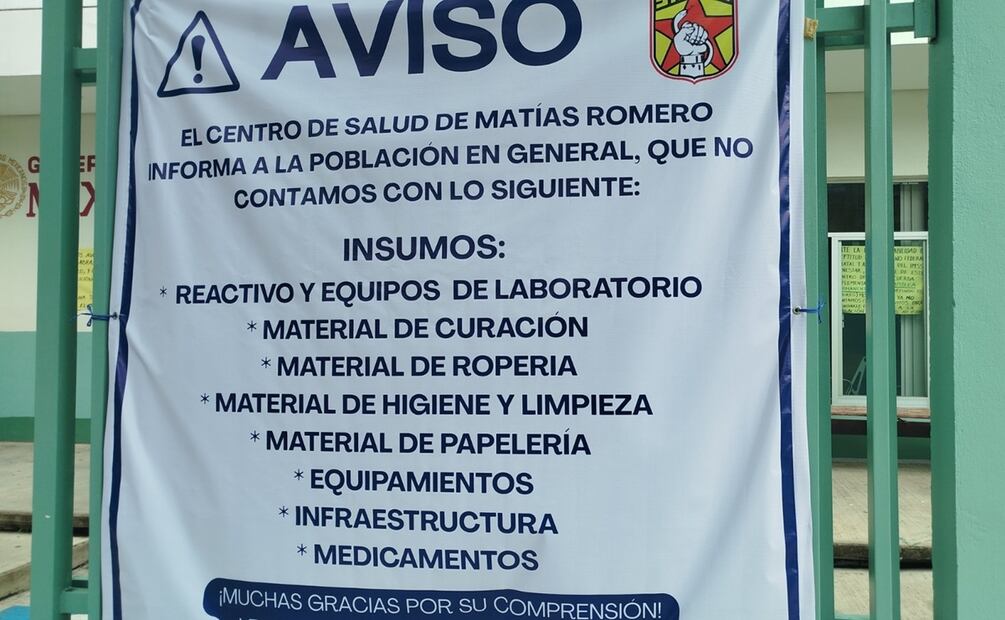 AVISO
EL CENTRO DE SALUD DE MATÍAS ROMERO
INFORMA A LA POBLACIÓN EN GENERAL, QUE NO
CONTAMOS CON LO SIGUIENTE:
INSUMOS:
* REACTIVO Y EQUIPOS DE LABORATORIO
* MATERIAL DE CURACIÓN
* MATERIAL DE ROPERIA
* MATERIAL DE HIGIENE Y LIMPIEZA
* MATERIAL DE PAPELERÍA
* EQUIPAMIENTOS
* INFRAESTRUCTURA
* MEDICAMENTOS
¡MUCHAS GRACIAS POR SU COMPRENSIÓN!